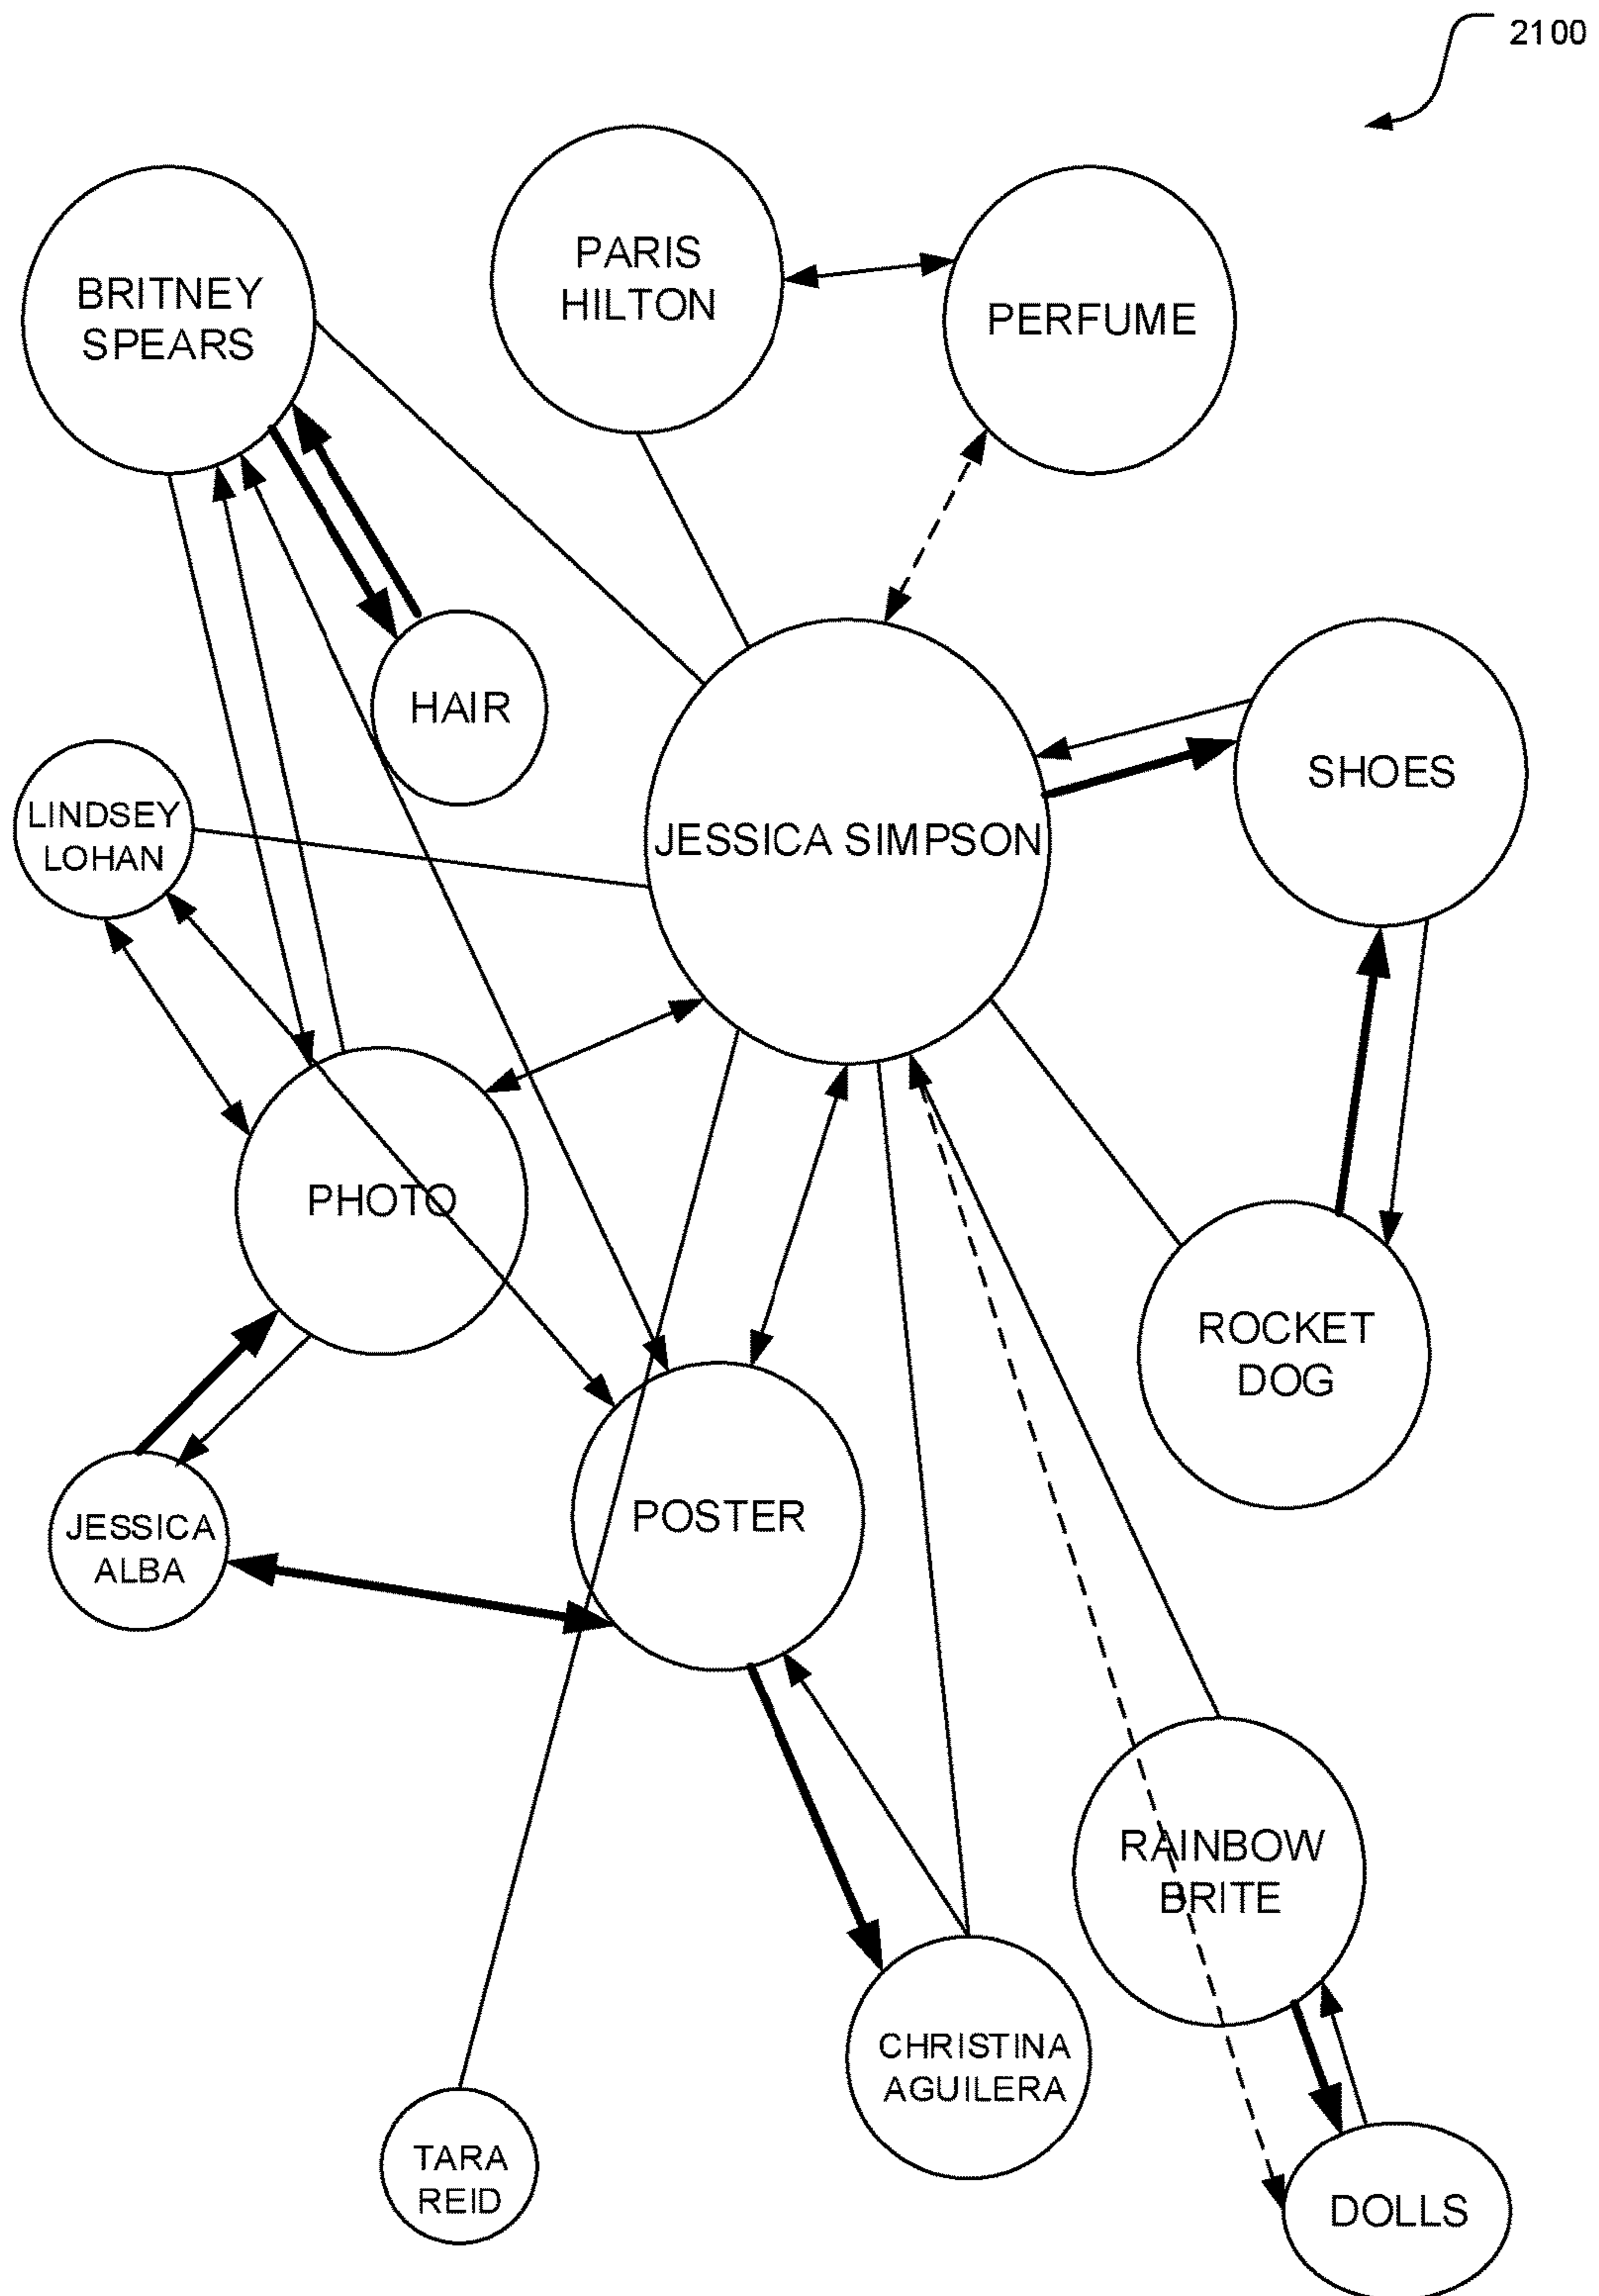 2100
BRITNEY
SPEARS
PARIS
HILTON
PERFUME
HAIR
LINDSEY
LOHAN
JESSICA SIMPSON
SHOES
PHOTO
ROCKET
DOG
JESSICA
ALBA
POSTER
RAINBOW
BRITE
CHRISTINA
AGUILERA
TARA
REID
DOLLS